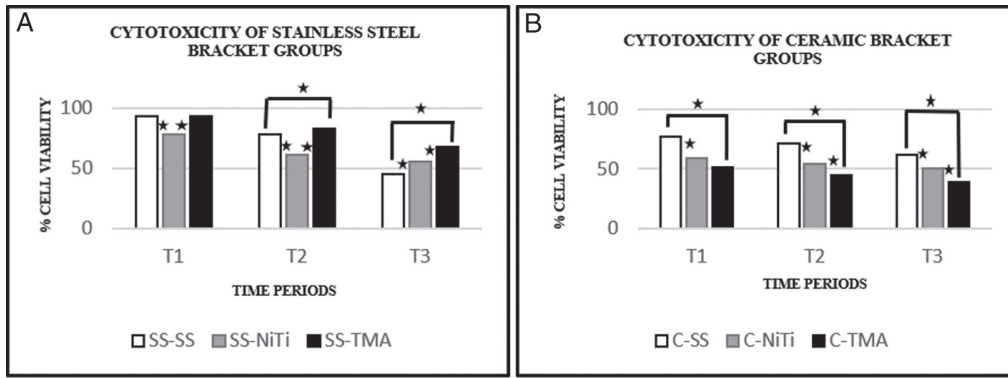 A
CYTOTOXICITY OF STAINLESS STEEL
BRACKET GROUPS
% CELL VIABILITY
100
50
0
T1 T2 T3
TIME PERIODS
SS-SS SS-NiTi SS-TMA
B
CYTOTOXICITY OF CERAMIC BRACKET
GROUPS
% CELL VIABILITY
100
50
0
T1 T2 T3
TIME PERIODS
C-SS C-NiTi C-TMA